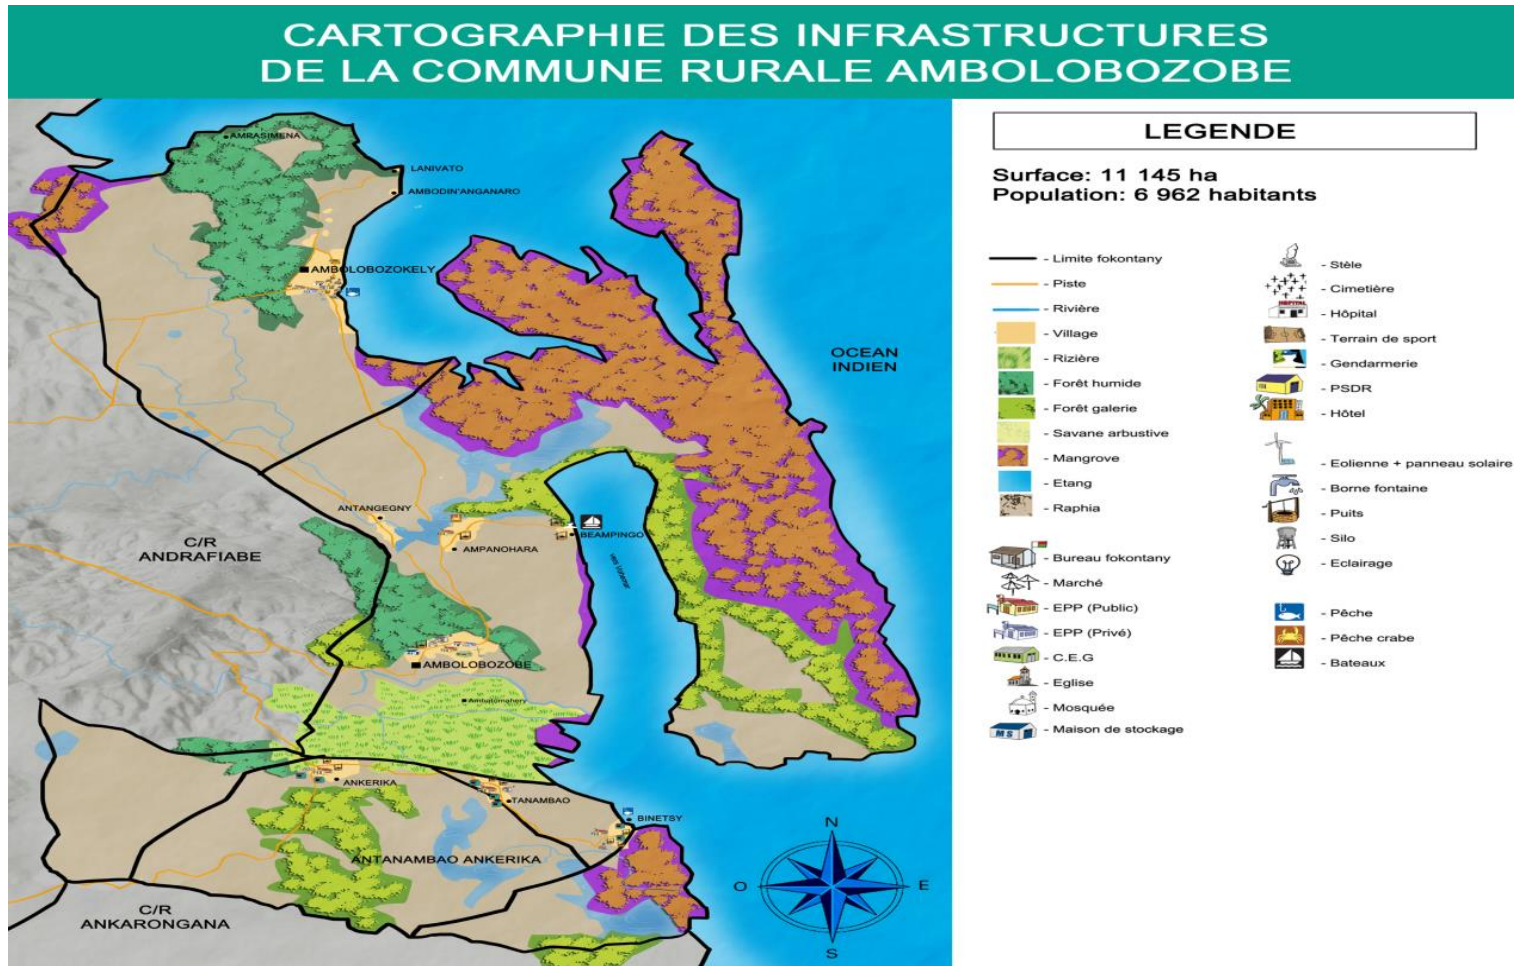 CARTOGRAPHIE DES INFRASTRUCTURES
DE LA COMMUNE RURALE AMBOLOBOZOBE
AMRASIMENA
LANIVATO
AMBODIN'ANGANARO
AMBOLOBOZOKELY
OCEAN
INDIEN
ANTANGEGNY
AMPANOHARA
BEAMPINGO
C/R
ANDRAFIABE
AMBOLOBOZOBE
ANKERIKA
TANAMBAO
BINETSY
ANTANAMBAO ANKERIKA
C/R
ANKARONGANA
N
O
E
S
LEGENDE
Surface: 11 145 ha
Population: 6 962 habitants
- Limite fokontany
- Piste
- Rivière
- Village
- Rizière
- Forêt humide
- Forêt galerie
- Savane arbustive
- Mangrove
- Etang
- Raphia
- Bureau fokontany
- Marché
- EPP (Public)
- EPP (Privé)
- C.E.G
- Eglise
- Mosquée
MS
- Maison de stockage
- Stèle
- Cimetière
HOPITAL
- Hôpital
- Terrain de sport
- Gendarmerie
- PSDR
- Hôtel
- Eolienne + panneau solaire
- Borne fontaine
- Puits
- Silo
- Eclairage
- Pêche
- Pêche crabe
- Bateaux